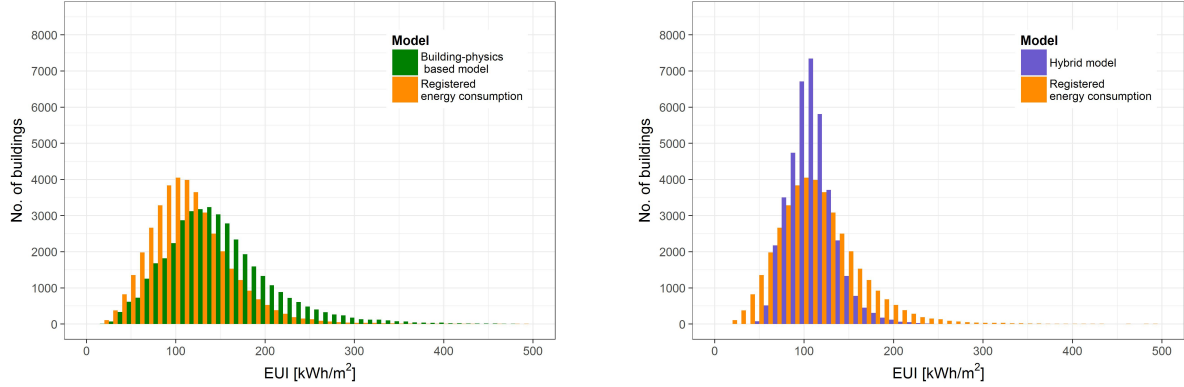 8000
7000
6000
5000
4000
3000
2000
1000
0
No. of buildings
Model
Building-physics
based model
Registered
energy consumption
0 100 200 300 400 500
EUI [kWh/m²]
8000
7000
6000
5000
4000
3000
2000
1000
0
No. of buildings
Model
Hybrid model
Registered
energy consumption
0 100 200 300 400 500
EUI [kWh/m²]